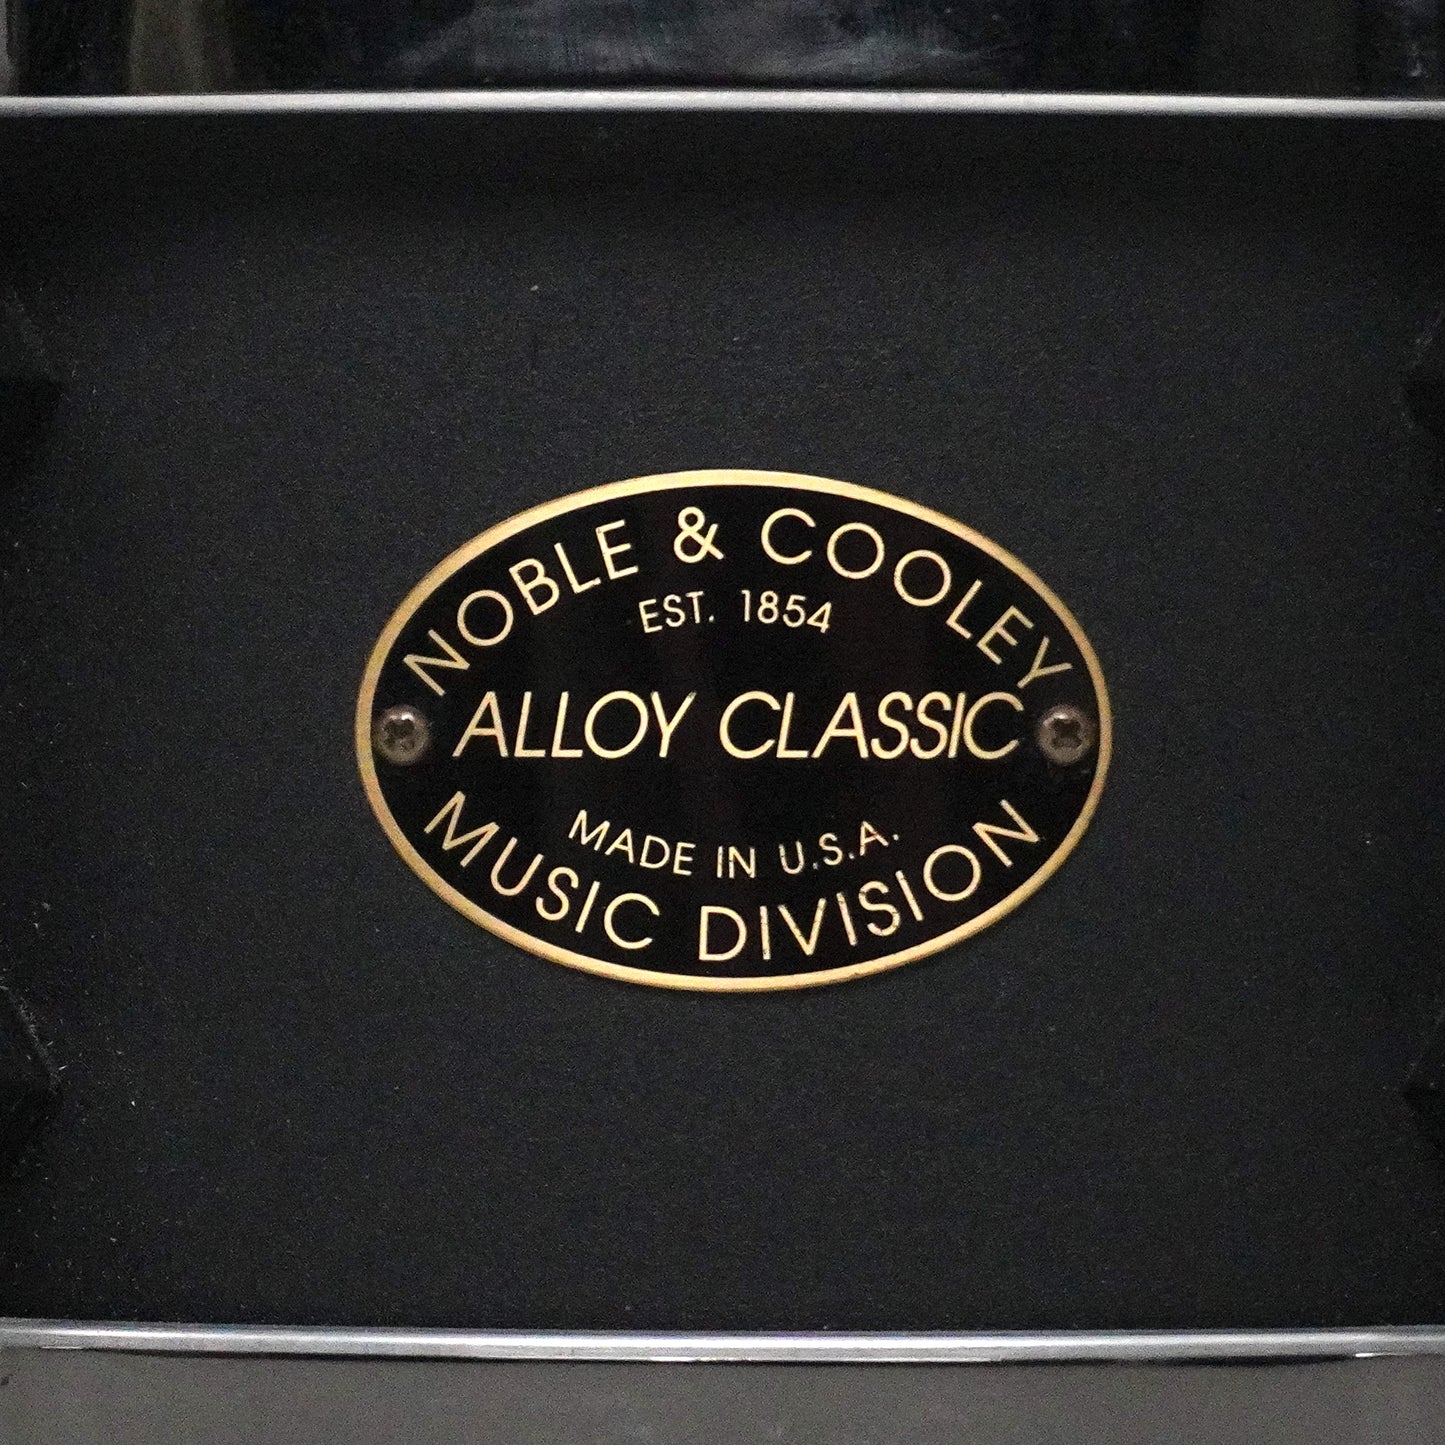 NOBLE & COOLEY
EST. 1854
ALLOY CLASSIC
MADE IN U.S.A.
MUSIC DIVISION